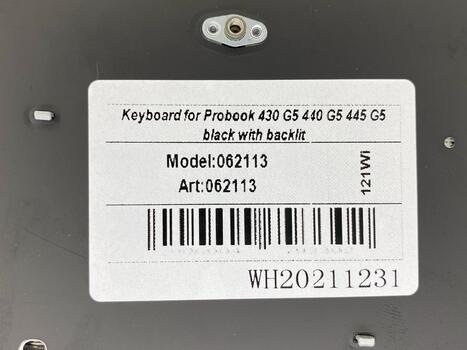 Keyboard for Probook 430 G5 440 G5 445 G5
black with backlit
Model:062113
Art:062113
121Wi
WH20211231